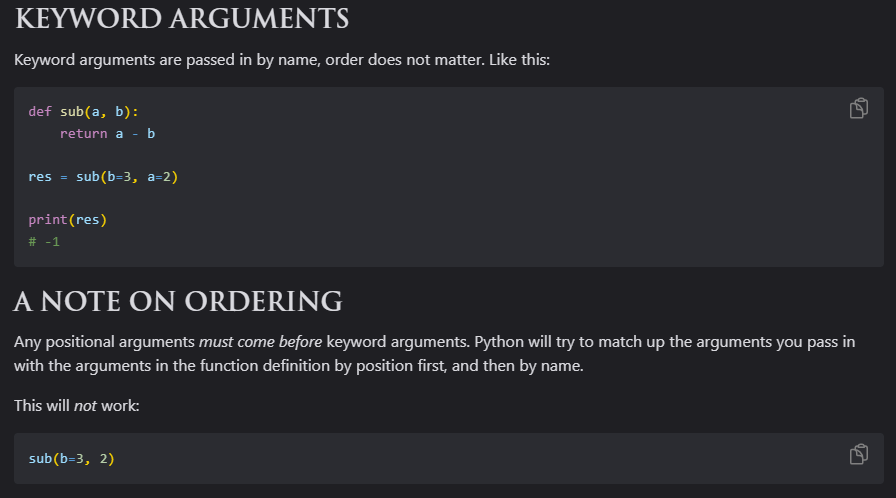 KEYWORD ARGUMENTS
Keyword arguments are passed in by name, order does not matter. Like this:
def sub(a, b):
    return a - b
res = sub(b=3, a=2)
print(res)
# -1
A NOTE ON ORDERING
Any positional arguments must come before keyword arguments. Python will try to match up the arguments you pass in
with the arguments in the function definition by position first, and then by name.
This will not work:
sub(b=3, 2)